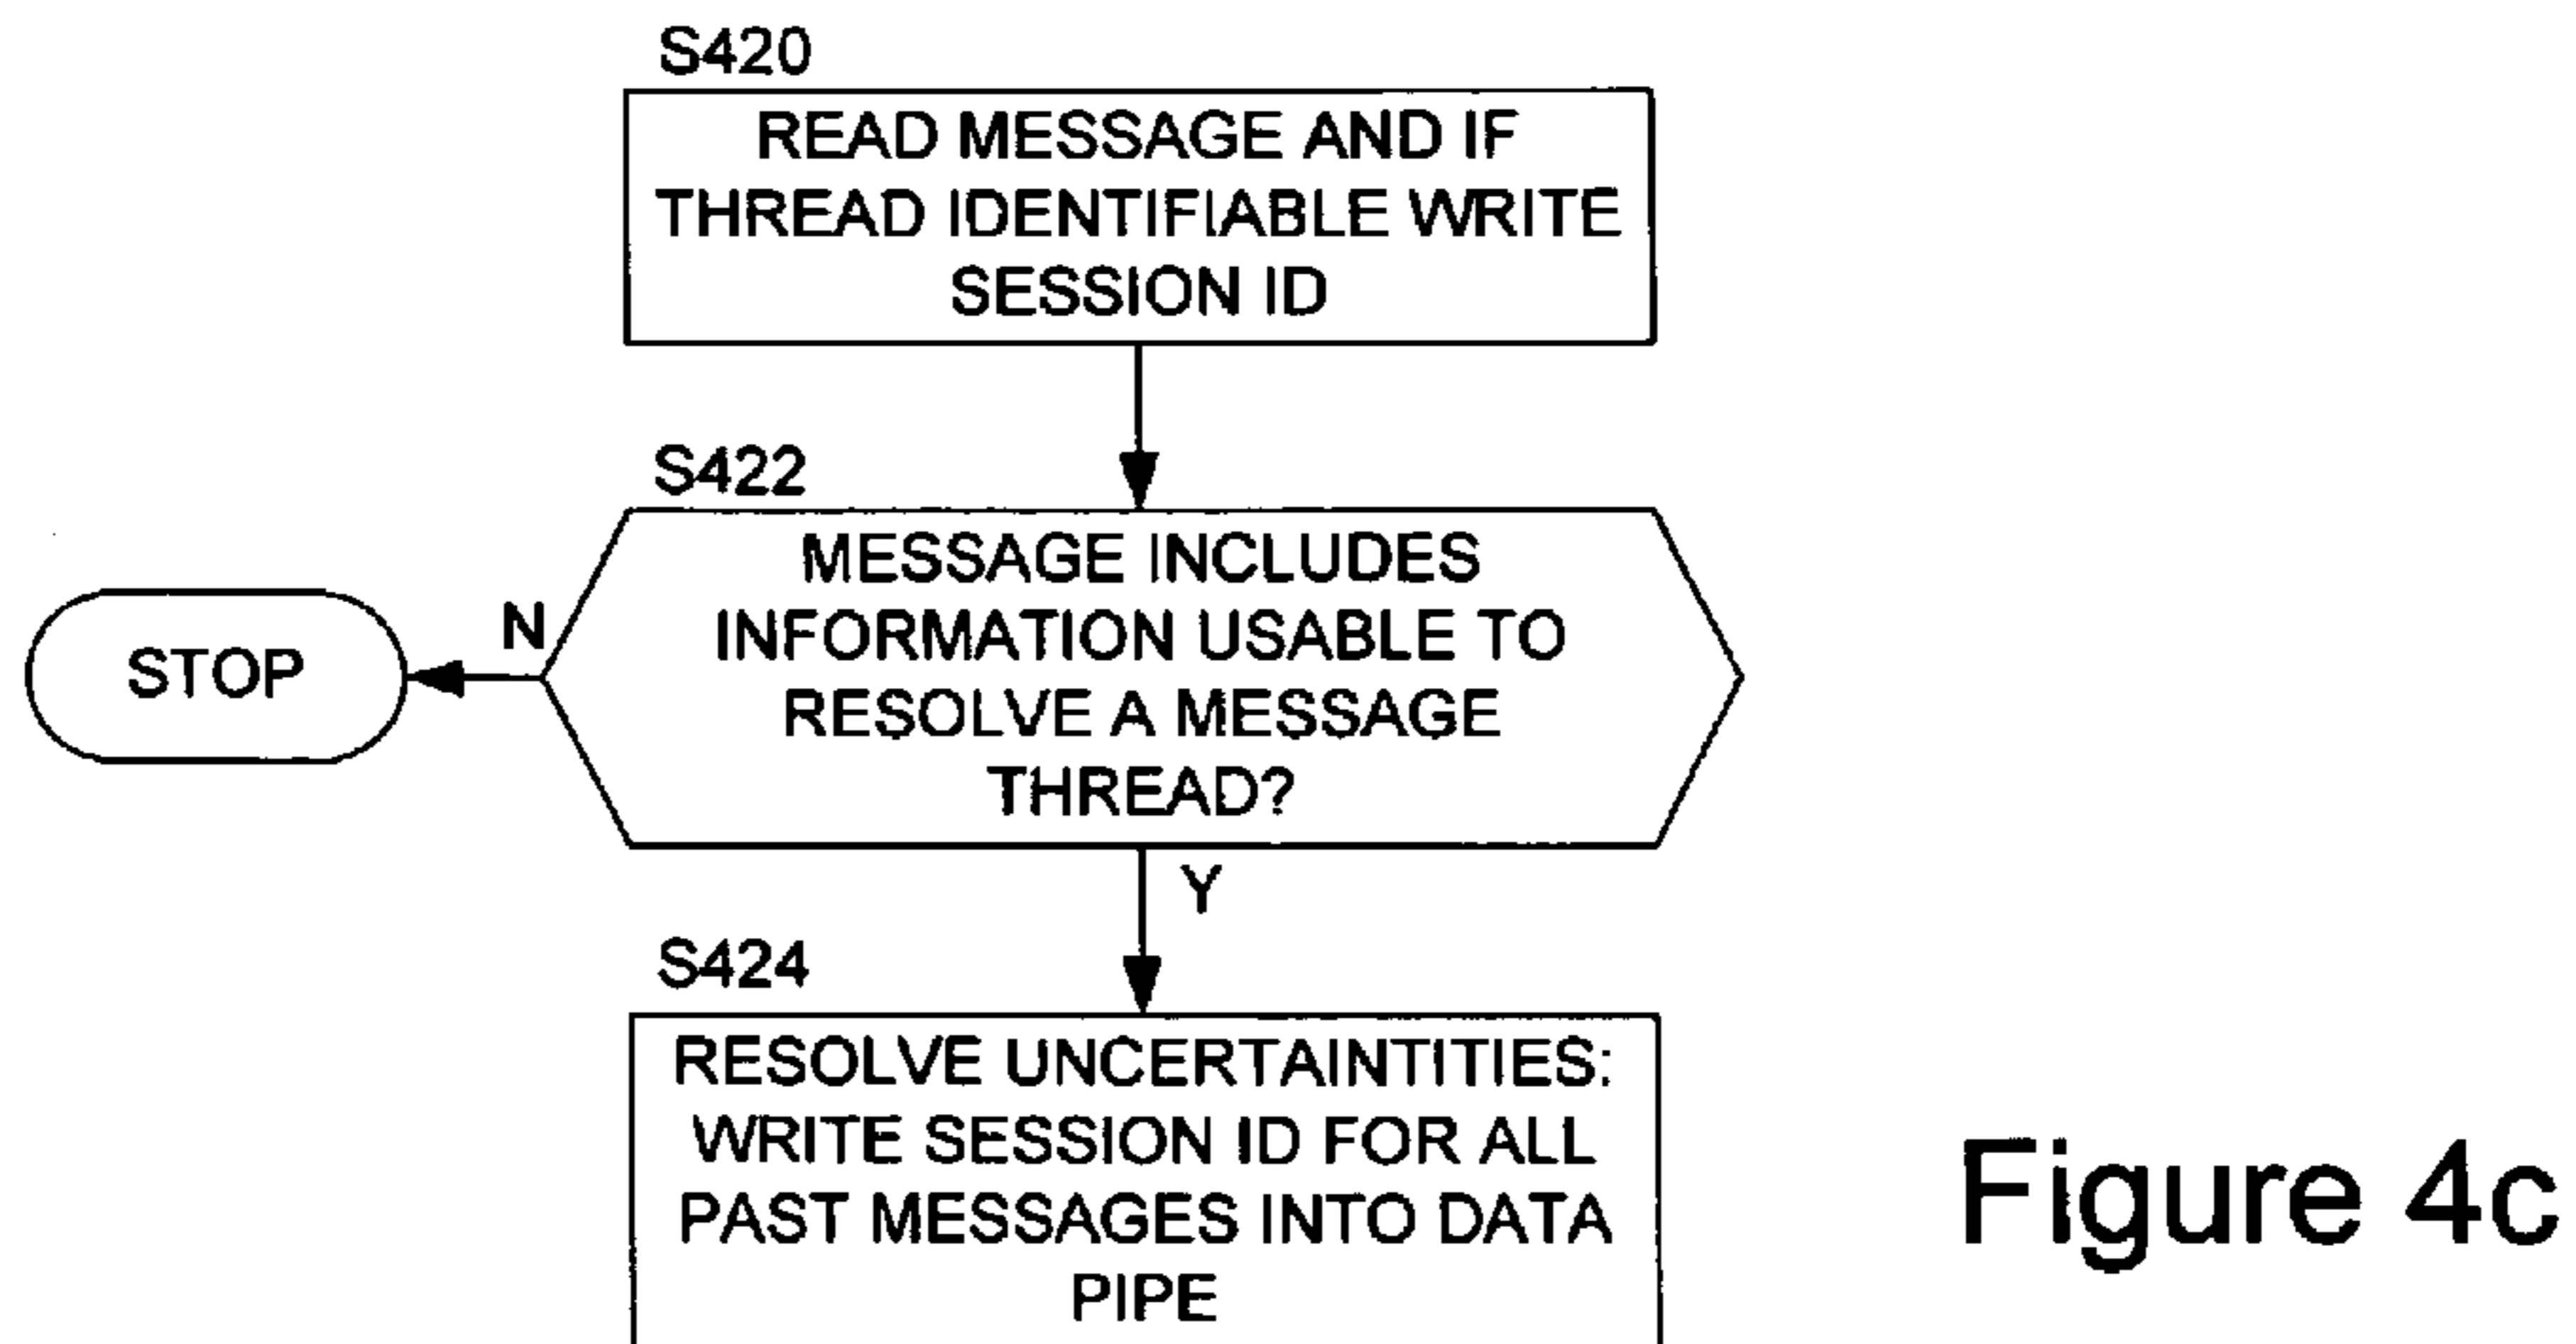 S420
READ MESSAGE AND IF
THREAD IDENTIFIABLE WRITE
SESSION ID
S422
MESSAGE INCLUDES
INFORMATION USABLE TO
RESOLVE A MESSAGE
THREAD?
N
STOP
Y
S424
RESOLVE UNCERTAINTITIES:
WRITE SESSION ID FOR ALL
PAST MESSAGES INTO DATA
PIPE
Figure 4c